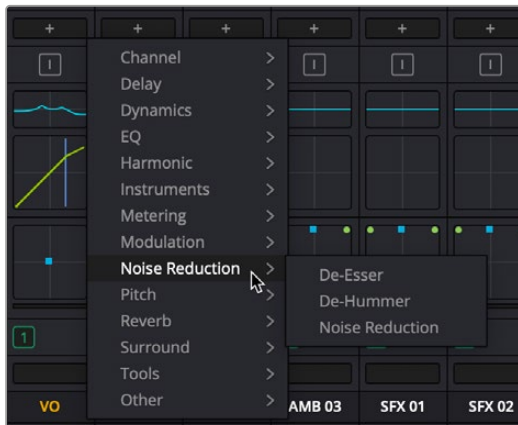 + + + + + +
I I I I
Channel >
Delay >
Dynamics >
EQ >
Harmonic >
Instruments >
Metering >
Modulation >
Noise Reduction >
Pitch >
Reverb >
Surround >
Tools >
Other >
De-Esser
De-Hummer
Noise Reduction
1
VO AMB 03 SFX 01 SFX 02